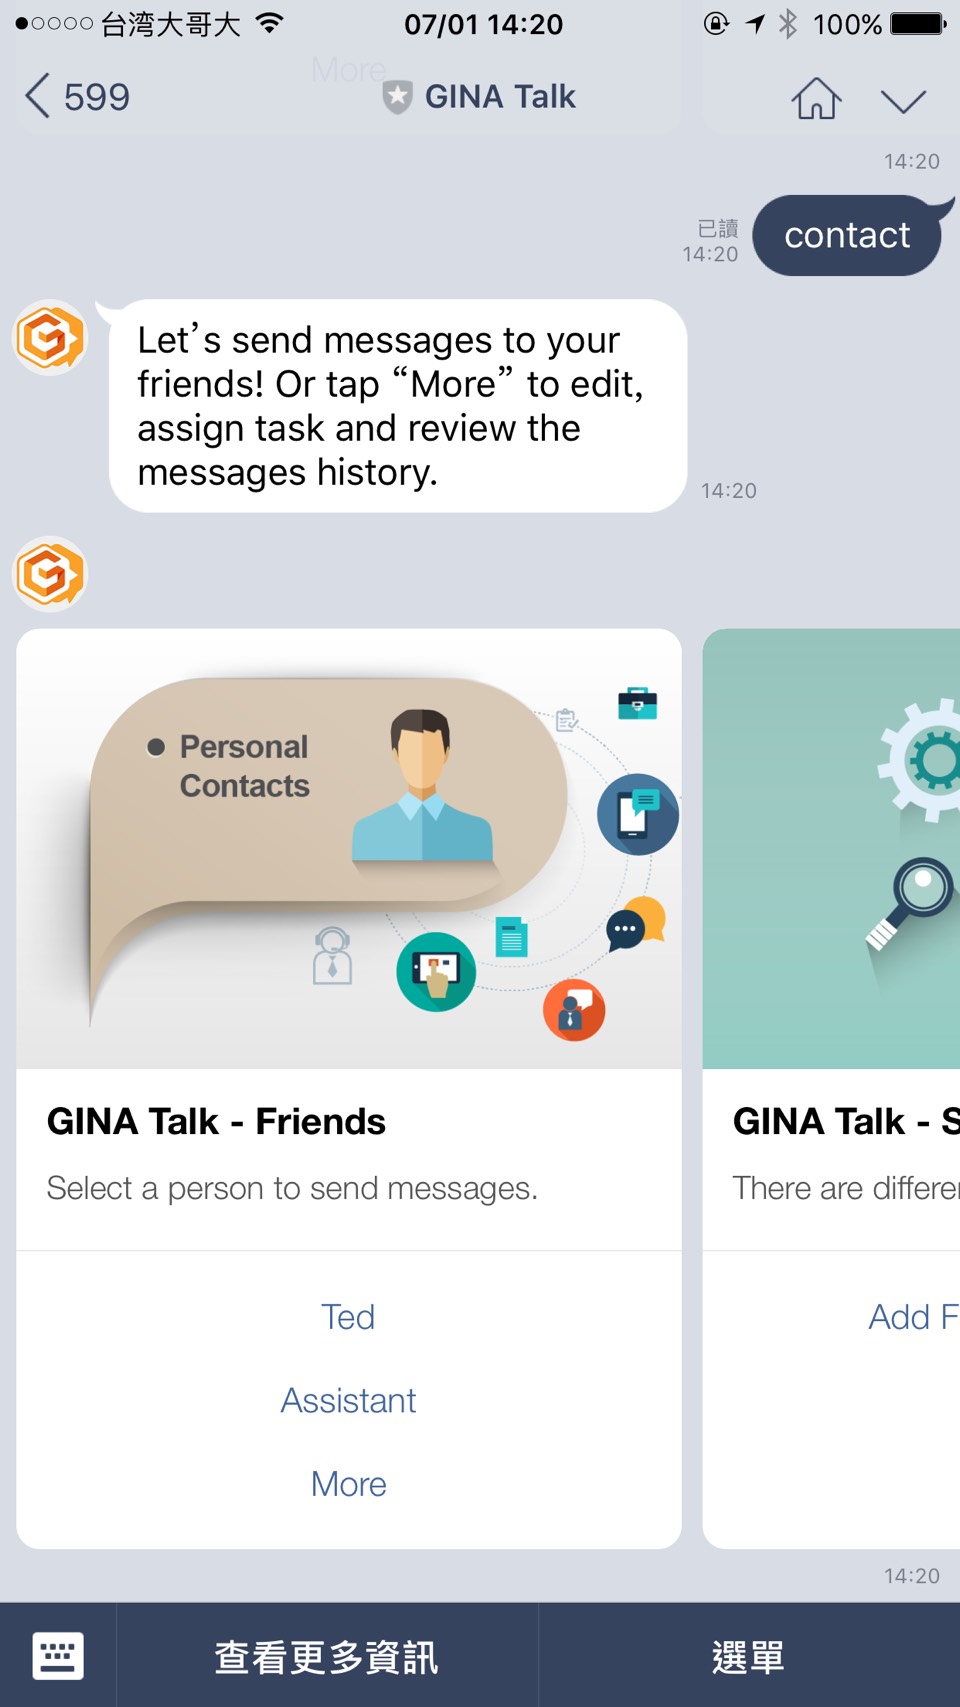 台湾大哥大 07/01 14:20 100%
More
599 GINA Talk
14:20
已讀
14:20
contact
Let’s send messages to your
friends! Or tap “More” to edit,
assign task and review the
messages history.
14:20
Personal
Contacts
GINA Talk - Friends
Select a person to send messages.
Ted
Assistant
More
GINA Talk - S
There are differe
Add F
14:20
查看更多資訊 選單